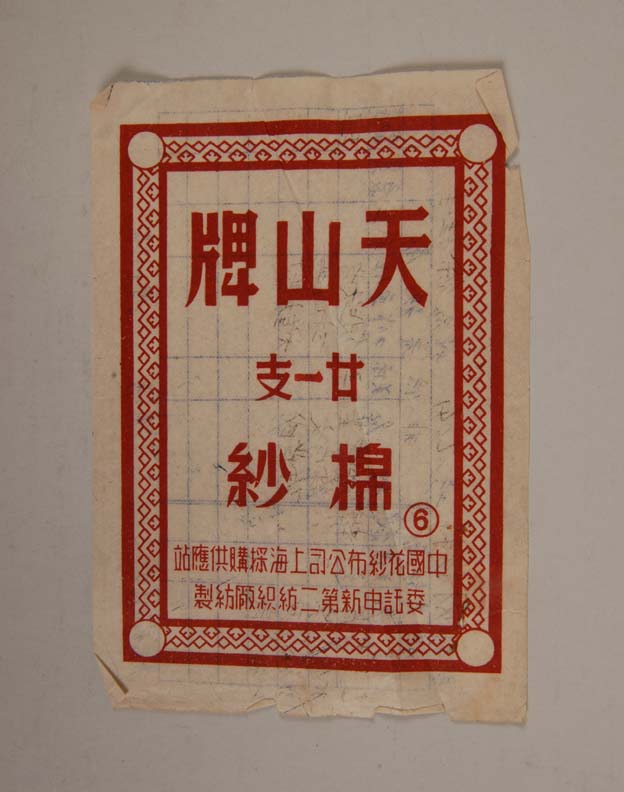 天山牌
廿一支
棉紗
⑥
中國花紗布公司上海採購供應站
委託申新第二紡織廠紡製